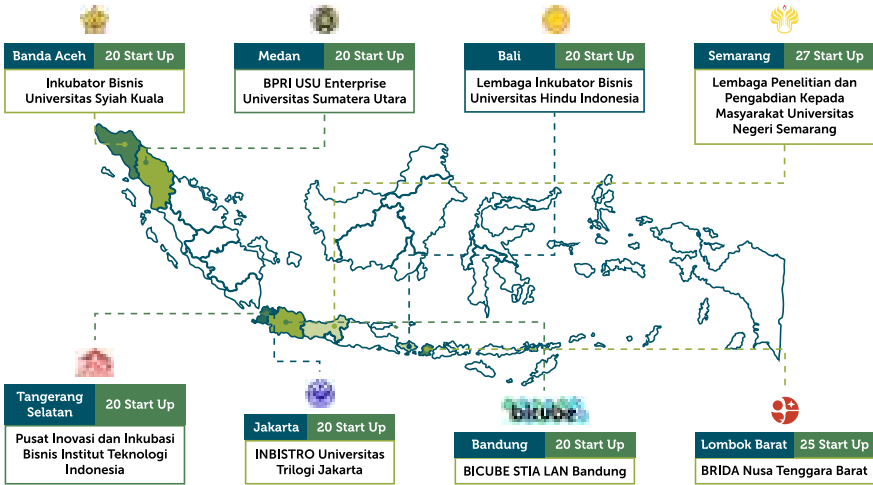 Banda Aceh 20 Start Up
Inkubator Bisnis
Universitas Syiah Kuala
Medan 20 Start Up
BPRI USU Enterprise
Universitas Sumatera Utara
Bali 20 Start Up
Lembaga Inkubator Bisnis
Universitas Hindu Indonesia
Semarang 27 Start Up
Lembaga Penelitian dan
Pengabdian Kepada
Masyarakat Universitas
Negeri Semarang
Tangerang
Selatan 20 Start Up
Pusat Inovasi dan Inkubasi
Bisnis Institut Teknologi
Indonesia
Jakarta 20 Start Up
INBISTRO Universitas
Trilogi Jakarta
bicube
Bandung 20 Start Up
BICUBE STIA LAN Bandung
Lombok Barat 25 Start Up
BRIDA Nusa Tenggara Barat